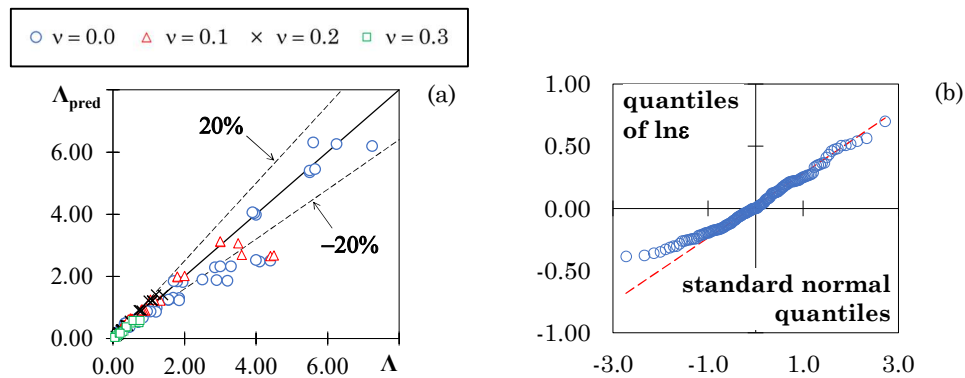 ν = 0.0 ν = 0.1 ν = 0.2 ν = 0.3
Λpred
(a)
20%
6.00
4.00
−20%
2.00
0.00
0.00 2.00 4.00 6.00 Λ
1.00
(b)
quantiles
of lnε
0.50
0.00
-0.50
standard normal
quantiles
-1.00
-3.0 -1.0 1.0 3.0